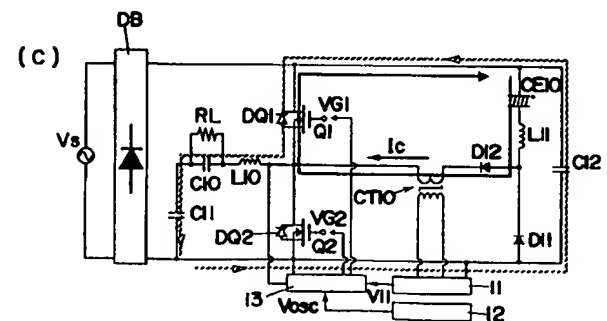 DB
(C)
CE10
RL
DQ1
VG1
Q1
L11
Vs
Ic
D12
C12
C10
L10
CT10
C11
VG2
DQ2
Q2
D11
13
V11
11
Vosc
12